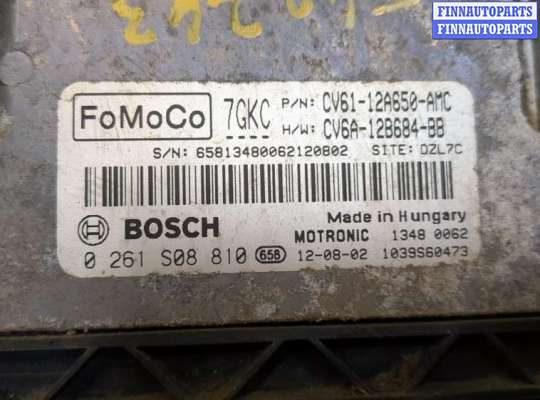 FINNAUTOPARTS
FINNAUTOPARTS
FoMoCo
7GKC
P/N: CV61-12A650-AMC
H/W: CV6A-12B684-BB
S/N: 65813480062120802 SITE: DZL7C
BOSCH
Made in Hungary
MOTRONIC 1348 0062
0 261 S08 810 658 12-08-02 1039S60473